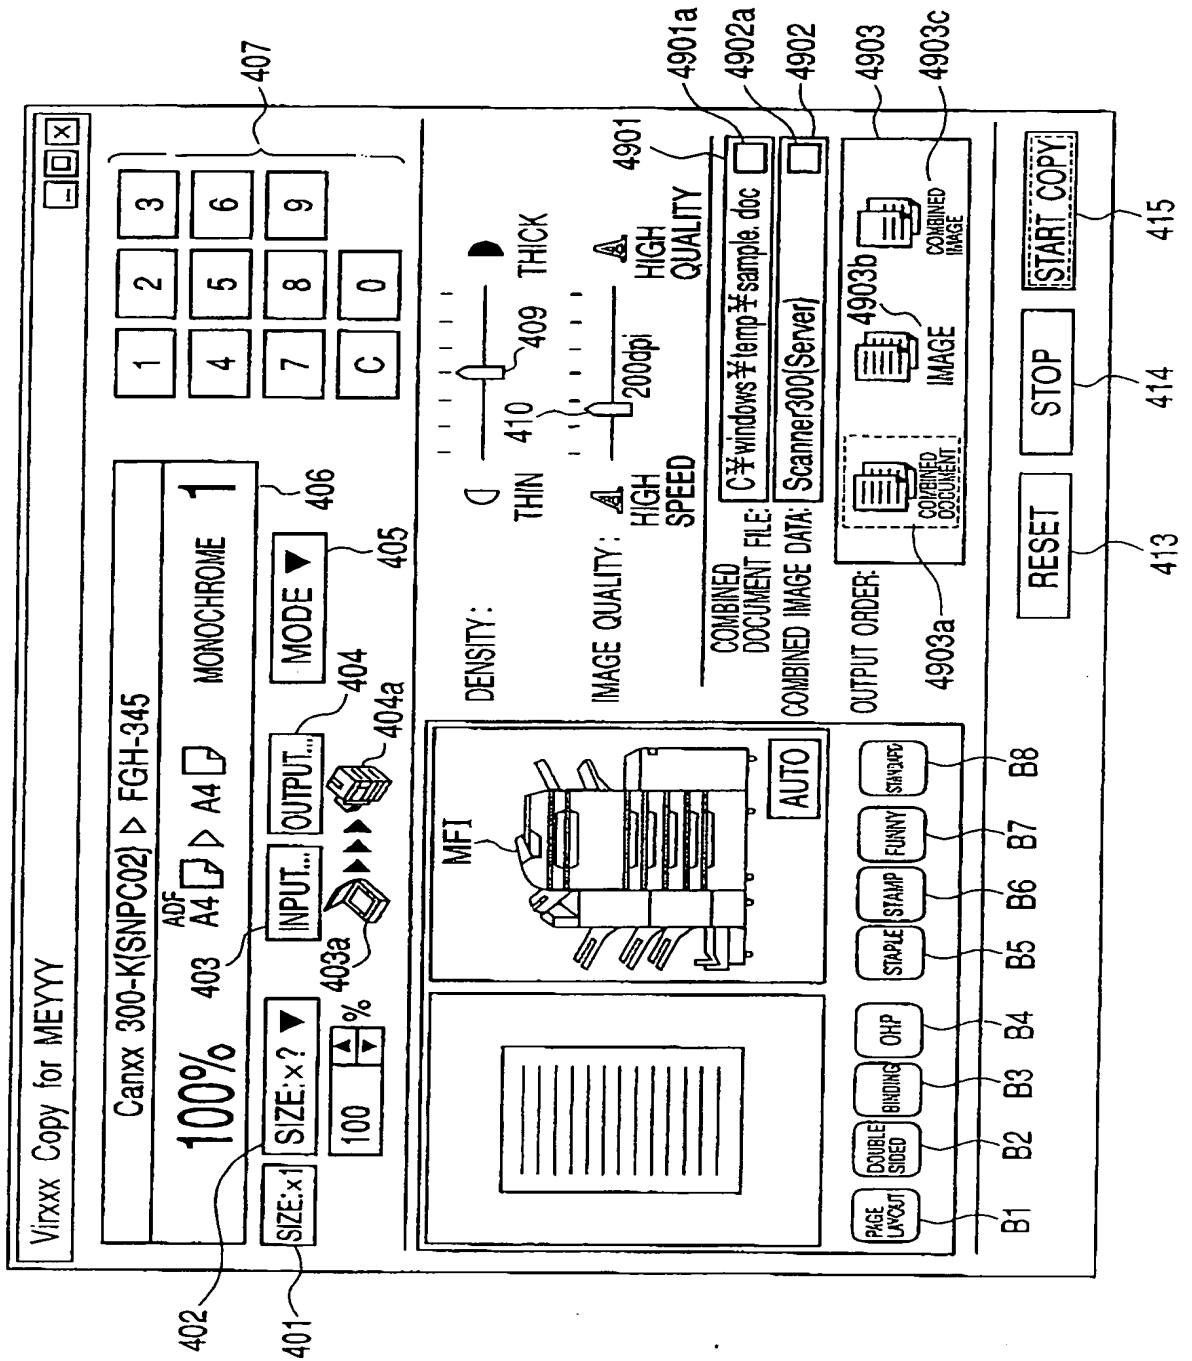 Virxxx Copy for MEYYY
Canxx 300-K(SNPC02) ▷ FGH-345
100%
ADF
A4 ▷ A4
MONOCHROME
1
406
407
1 2 3
4 5 6
7 8 9
C 0
402
401
SIZE:x1
SIZE:x? ▼
100
%
403
INPUT...
403a
OUTPUT...
404
404a
MODE ▼
405
DENSITY:
THIN
THICK
409
IMAGE QUALITY:
HIGH
SPEED
410
200dpi
HIGH
QUALITY
MFI
AUTO
COMBINED
DOCUMENT FILE:
C¥windows¥temp¥sample.doc
4901
4901a
COMBINED IMAGE DATA:
Scanner300(Server)
4902a
4902
OUTPUT ORDER:
COMBINED
DOCUMENT
IMAGE
COMBINED
IMAGE
4903
4903a
4903b
4903c
PAGE
LAYOUT
DOUBLE
SIDED
BINDING
OHP
STAPLE
STAMP
FUNNY
STANDARD
B1 B2 B3 B4 B5 B6 B7 B8
RESET
STOP
START COPY
413 414 415